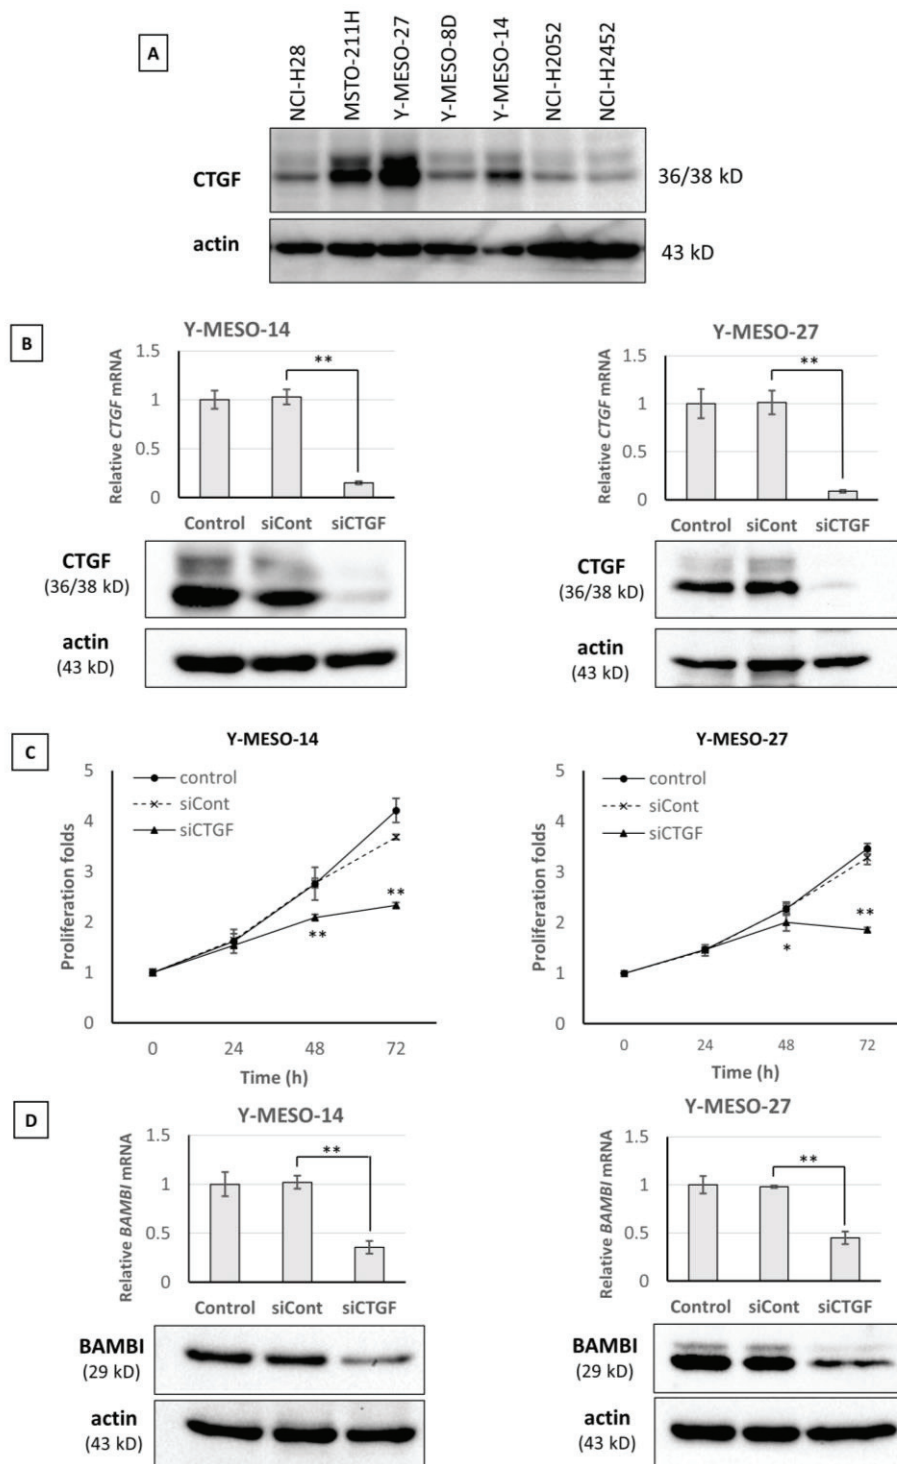 A
NCI-H28
MSTO-211H
Y-MESO-27
Y-MESO-8D
Y-MESO-14
NCI-H2052
NCI-H2452
CTGF
36/38 kD
actin
43 kD
B
Y-MESO-14
Relative CTGF mRNA
1.5
**
1
0.5
0
Control siCont siCTGF
CTGF
(36/38 kD)
actin
(43 kD)
Y-MESO-27
Relative CTGF mRNA
1.5
**
1
0.5
0
Control siCont siCTGF
CTGF
(36/38 kD)
actin
(43 kD)
C
Y-MESO-14
Proliferation folds
5
4
3
2
1
0
control
siCont
siCTGF
**
**
0 24 48 72
Time (h)
Y-MESO-27
Proliferation folds
5
4
3
2
1
0
control
siCont
siCTGF
**
*
0 24 48 72
Time (h)
D
Y-MESO-14
Relative BAMBI mRNA
1.5
**
1
0.5
0
Control siCont siCTGF
BAMBI
(29 kD)
actin
(43 kD)
Y-MESO-27
Relative BAMBI mRNA
1.5
**
1
0.5
0
Control siCont siCTGF
BAMBI
(29 kD)
actin
(43 kD)